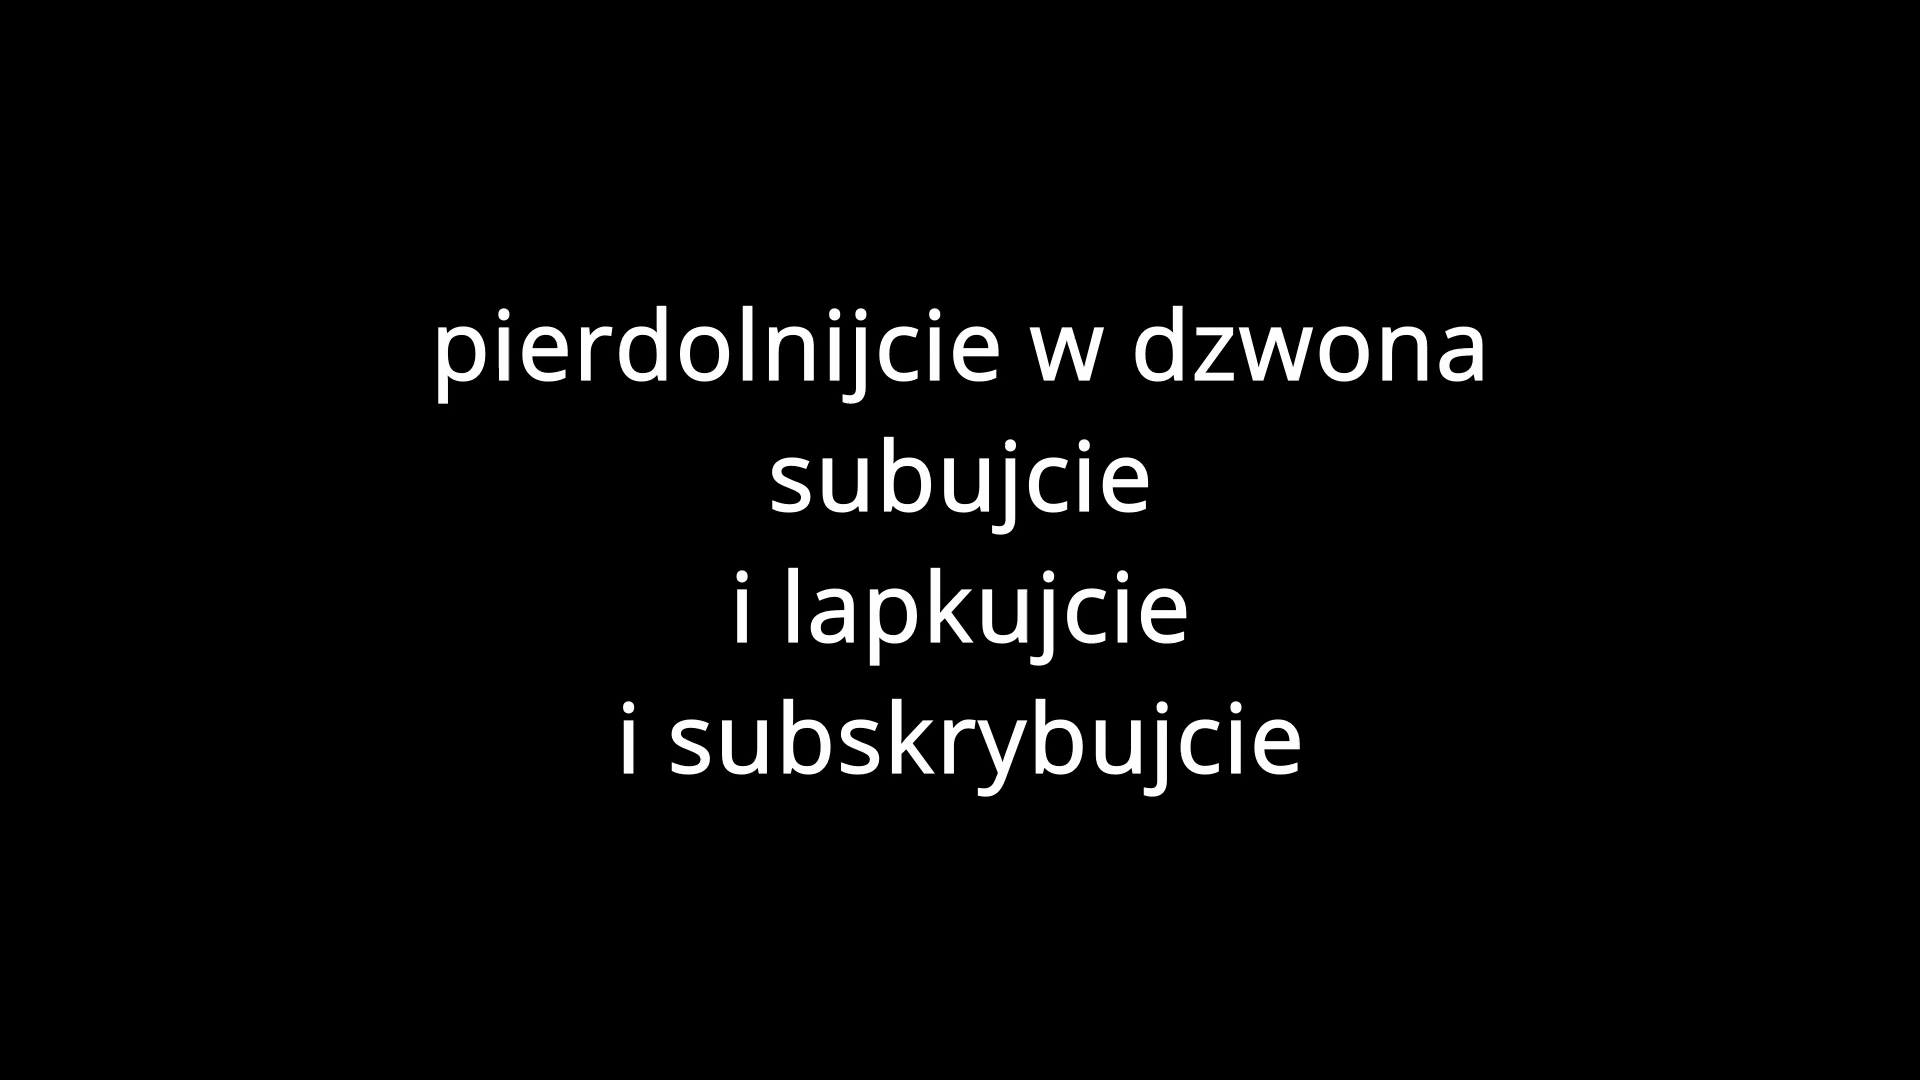 pierdolnijcie w dzwona
subujcie
i lapkujcie
i subskrybujcie